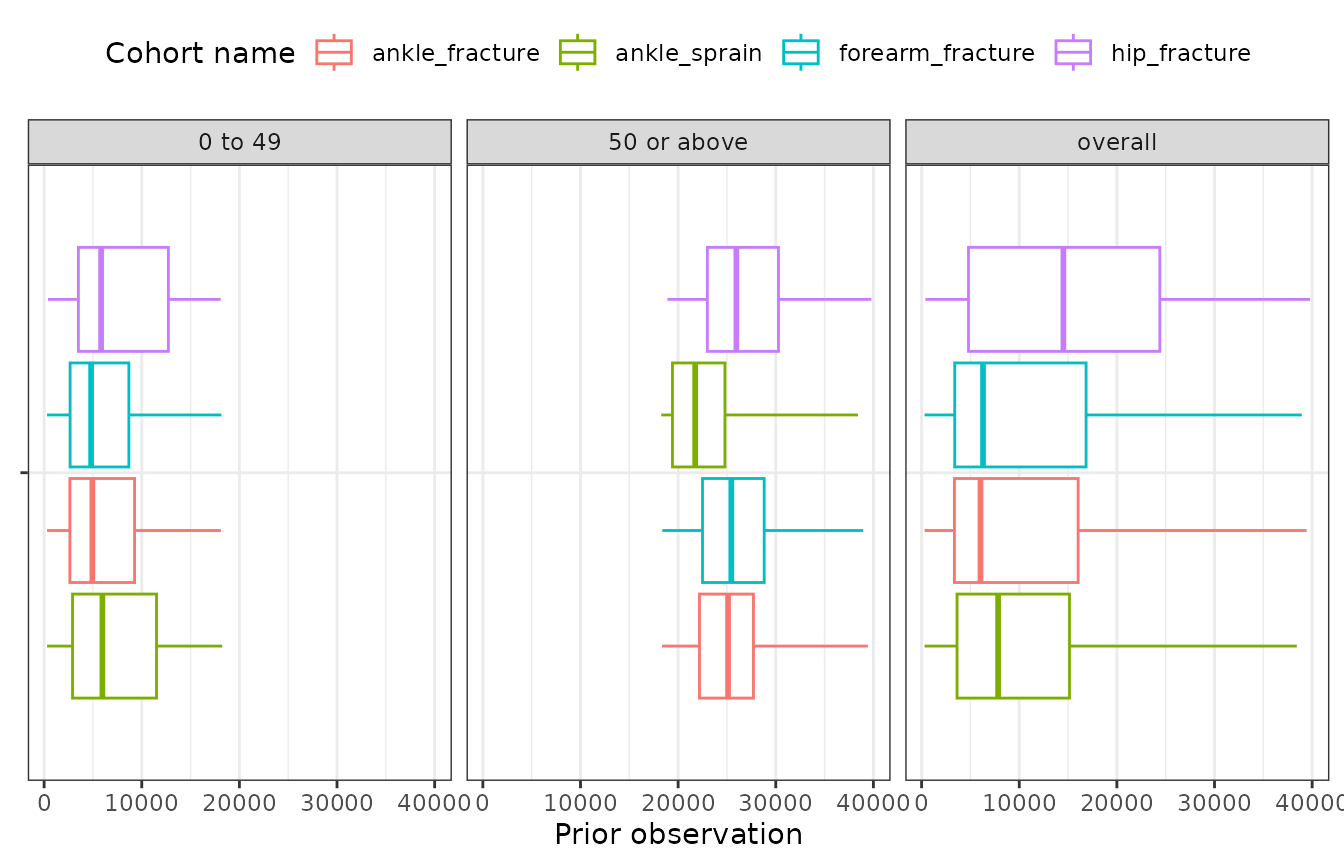 Cohort name ankle_fracture ankle_sprain forearm_fracture hip_fracture
0 to 49 50 or above overall
0 10000 20000 30000 40000 0 10000 20000 30000 40000 0 10000 20000 30000 40000
Prior observation